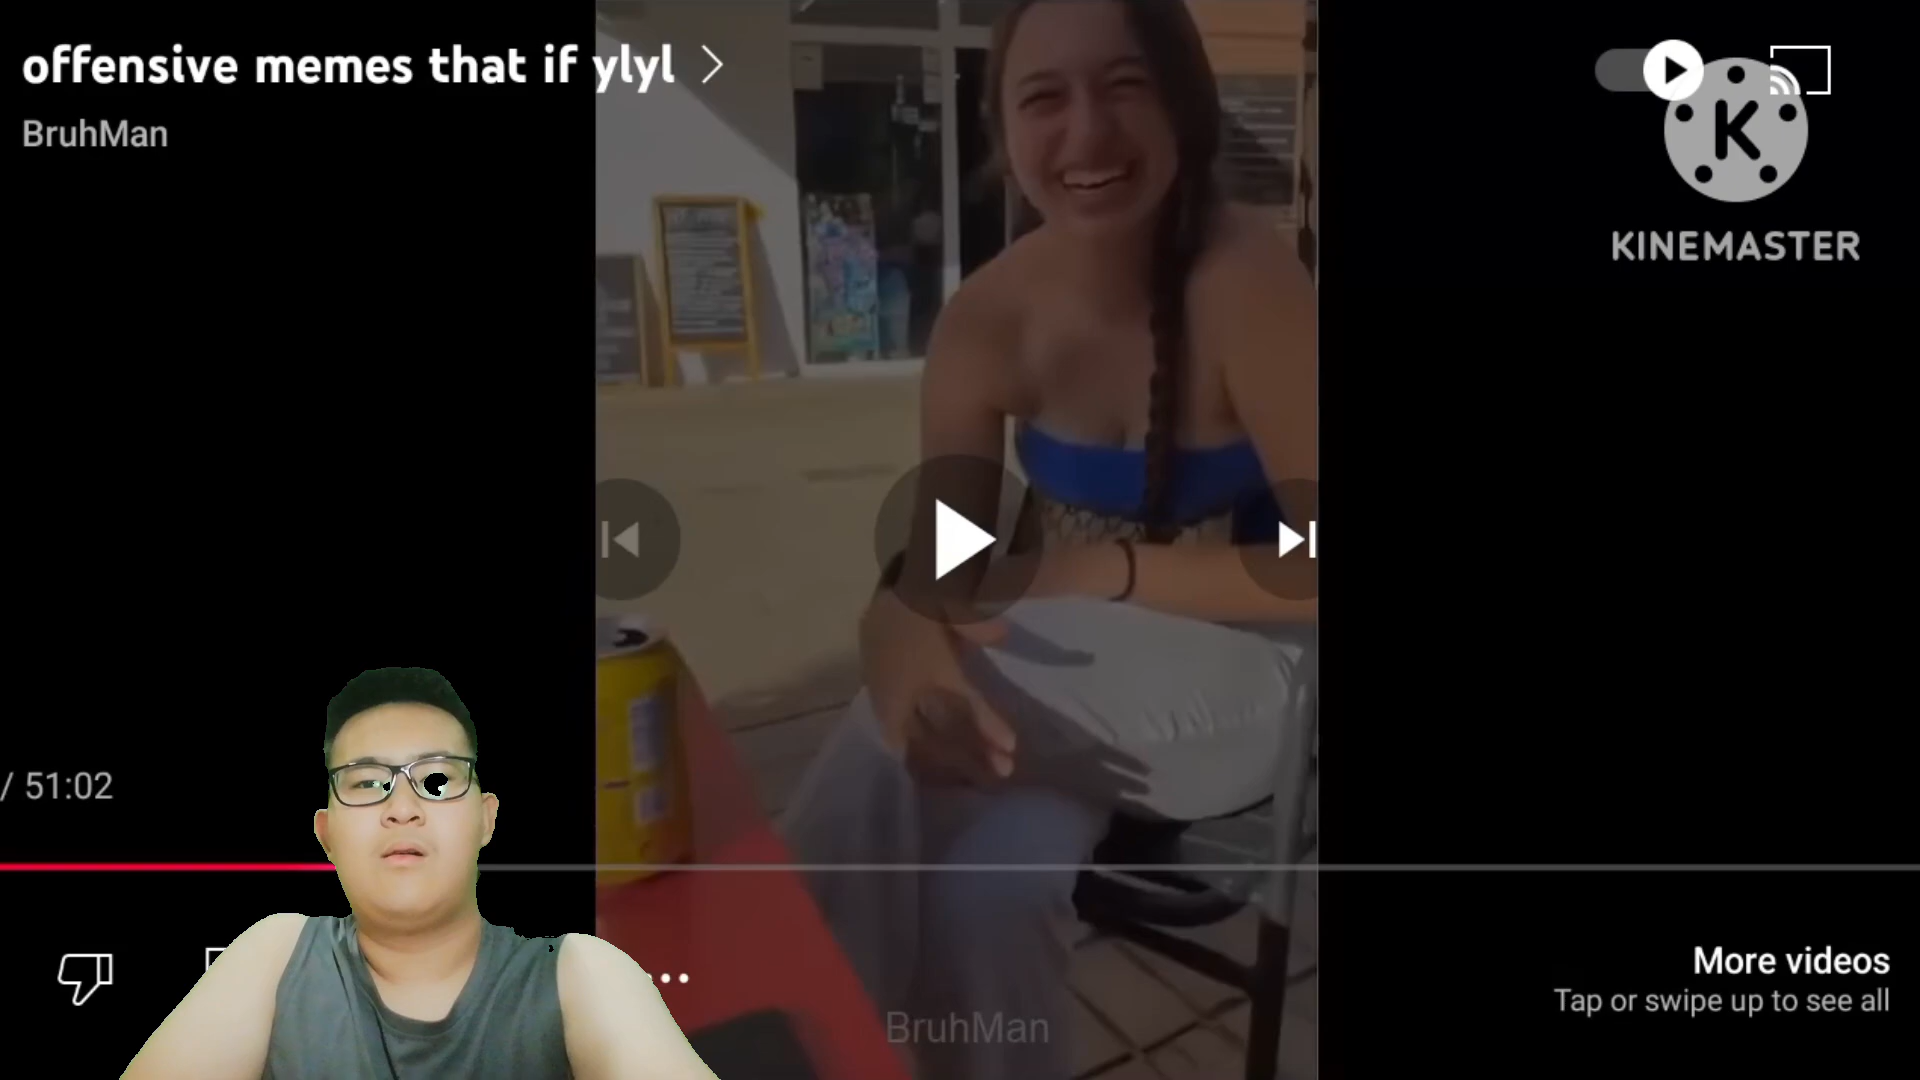 offensive memes that if ylyl
BruhMan
K
KINEMASTER
/ 51:02
More videos
Tap or swipe up to see all
BruhMan